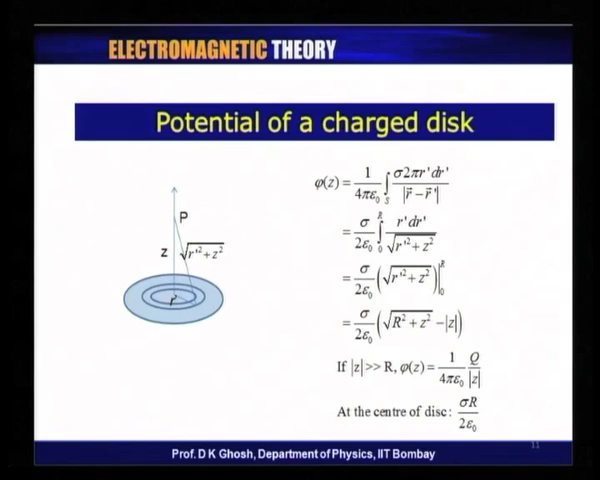 ELECTROMAGNETIC THEORY
Potential of a charged disk
P
z √(r'² + z²)
r'
φ(z) = 1/(4πε₀) ∫_S σ2πr'dr' / |r⃗ − r⃗'|
= σ/(2ε₀) ∫₀^R r'dr' / √(r'² + z²)
= σ/(2ε₀) (√(r'² + z²))|₀^R
= σ/(2ε₀) (√(R² + z²) − |z|)
If |z| >> R, φ(z) = 1/(4πε₀) Q/|z|
At the centre of disc: σR/(2ε₀)
Prof. D K Ghosh, Department of Physics, IIT Bombay
11